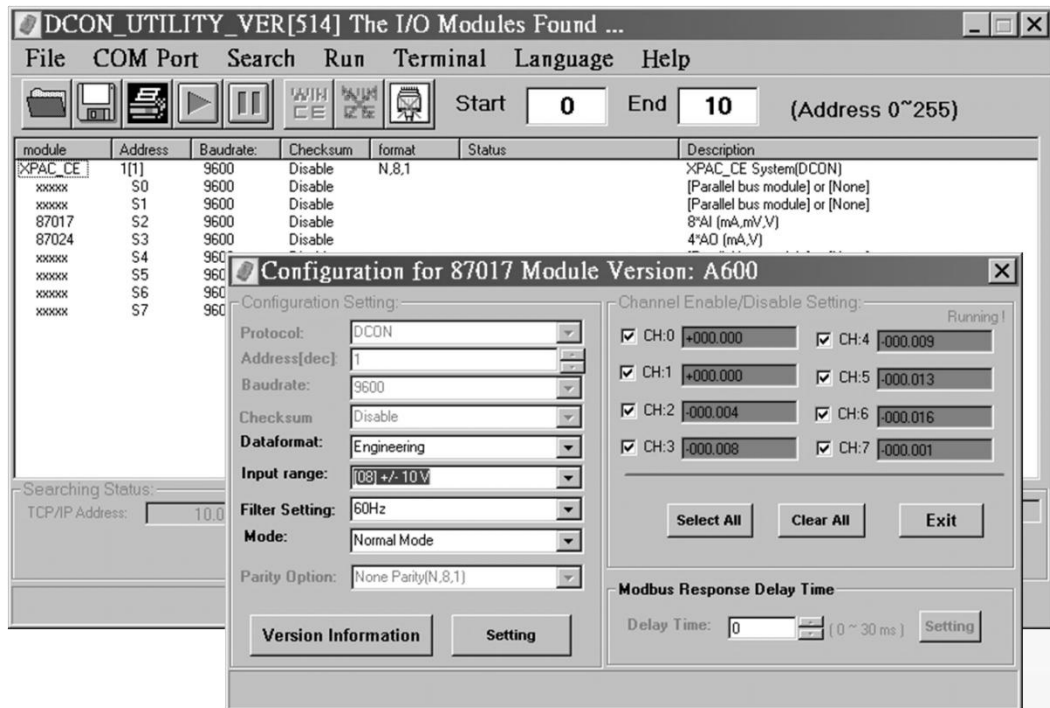 DCON_UTILITY_VER[514] The I/O Modules Found ...
File COM Port Search Run Terminal Language Help
WIN CE Start 0 End 10 (Address 0~255)
module Address Baudrate: Checksum format Status Description
XPAC_CE 1[1] 9600 Disable N,8,1 XPAC_CE System(DCON)
xxxxx S0 9600 Disable [Parallel bus module] or [None]
xxxxx S1 9600 Disable [Parallel bus module] or [None]
87017 S2 9600 Disable 8*AI (mA,mV,V)
87024 S3 9600 Disable 4*AO (mA,V)
xxxxx S4 960
xxxxx S5 960
xxxxx S6 960
xxxxx S7 960
Searching Status:
TCP/IP Address: 10.0
Configuration for 87017 Module Version: A600
Configuration Setting:
Protocol: DCON
Address[dec]: 1
Baudrate: 9600
Checksum Disable
Dataformat: Engineering
Input range: [08] +/- 10 V
Filter Setting: 60Hz
Mode: Normal Mode
Parity Option: None Parity(N,8,1)
Version Information Setting
Channel Enable/Disable Setting:
Running !
CH:0 +000.000 CH:4 -000.009
CH:1 +000.000 CH:5 -000.013
CH:2 -000.004 CH:6 -000.016
CH:3 -000.008 CH:7 -000.001
Select All Clear All Exit
Modbus Response Delay Time
Delay Time: 0 ( 0 ~ 30 ms ) Setting